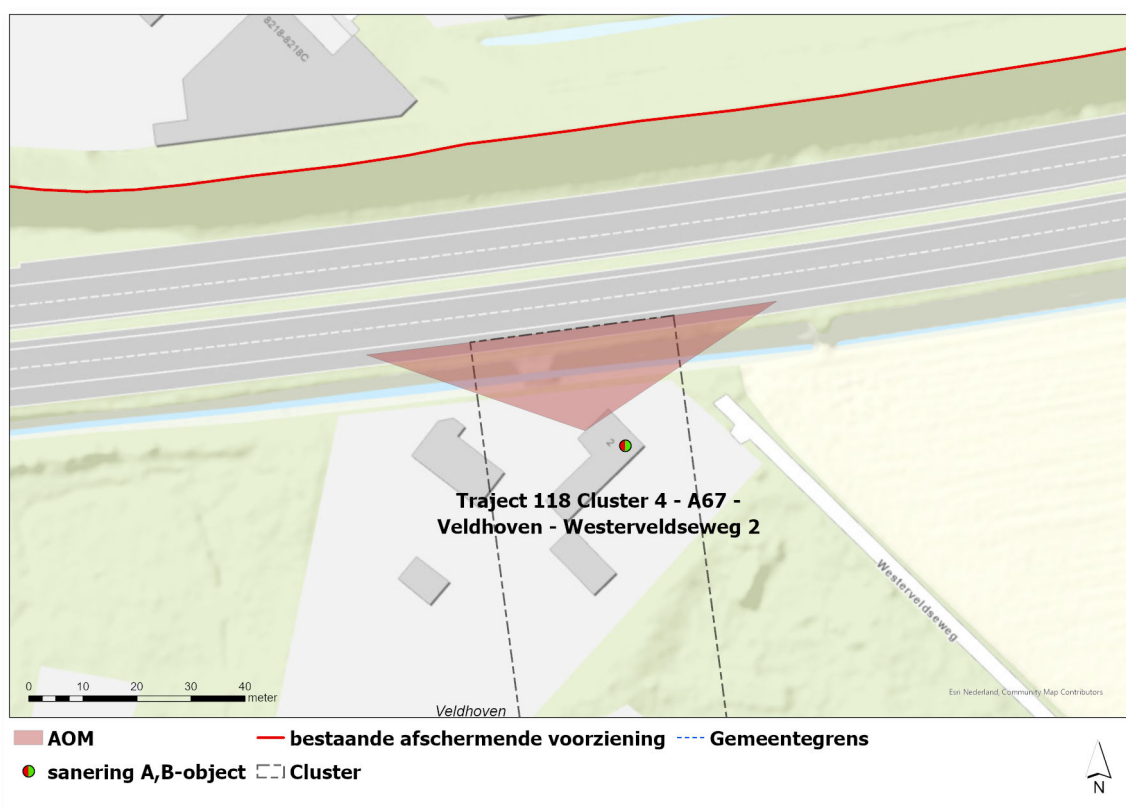 8218-8218C
2
Traject 118 Cluster 4 - A67 -
Veldhoven - Westerveldseweg 2
Westerveldseweg
0 10 20 30 40
meter
Esri Nederland, Community Map Contributors
Veldhoven
AOM bestaande afschermende voorziening Gemeentegrens
sanering A,B-object Cluster
N